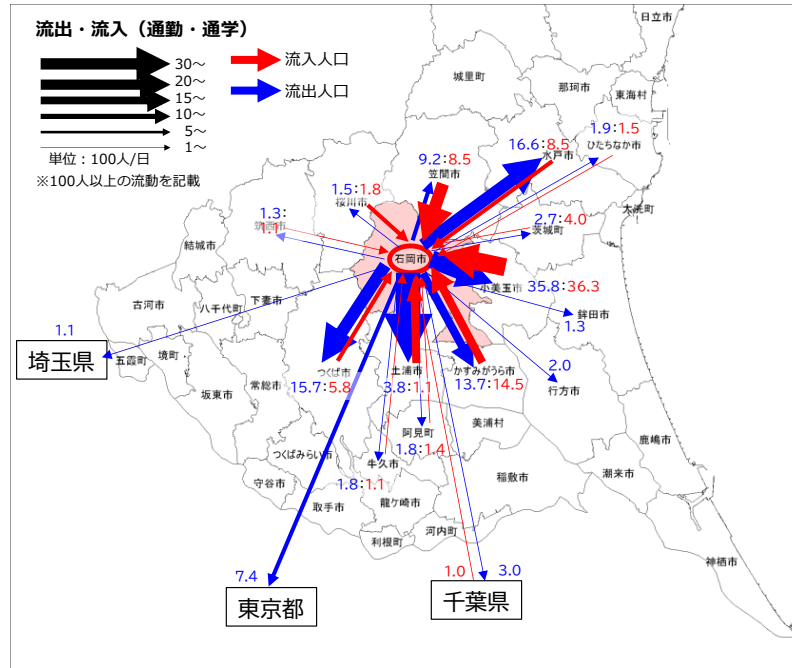 流出・流入（通勤・通学）
30～
20～
15～
10～
5～
1～
単位：100人/日
※100人以上の流動を記載
流入人口
流出人口
日立市
城里町
那珂市
東海村
1.9：1.5
ひたちなか市
16.6：8.5
水戸市
9.2：8.5
笠間市
大洗町
1.5：1.8
桜川市
2.7：4.0
茨城町
1.3：
1.1
筑西市
結城市
石岡市
小美玉市
35.8：36.3
鉾田市
1.3
古河市
八千代町
下妻市
1.1
埼玉県
五霞町
境町
坂東市
常総市
つくば市
15.7：5.8
土浦市
3.8：1.1
かすみがうら市
13.7：14.5
2.0
行方市
美浦村
阿見町
1.8：1.4
鹿嶋市
つくばみらい市
牛久市
1.8：1.1
稲敷市
潮来市
守谷市
取手市
龍ケ崎市
河内町
利根町
神栖市
7.4
東京都
1.0
3.0
千葉県